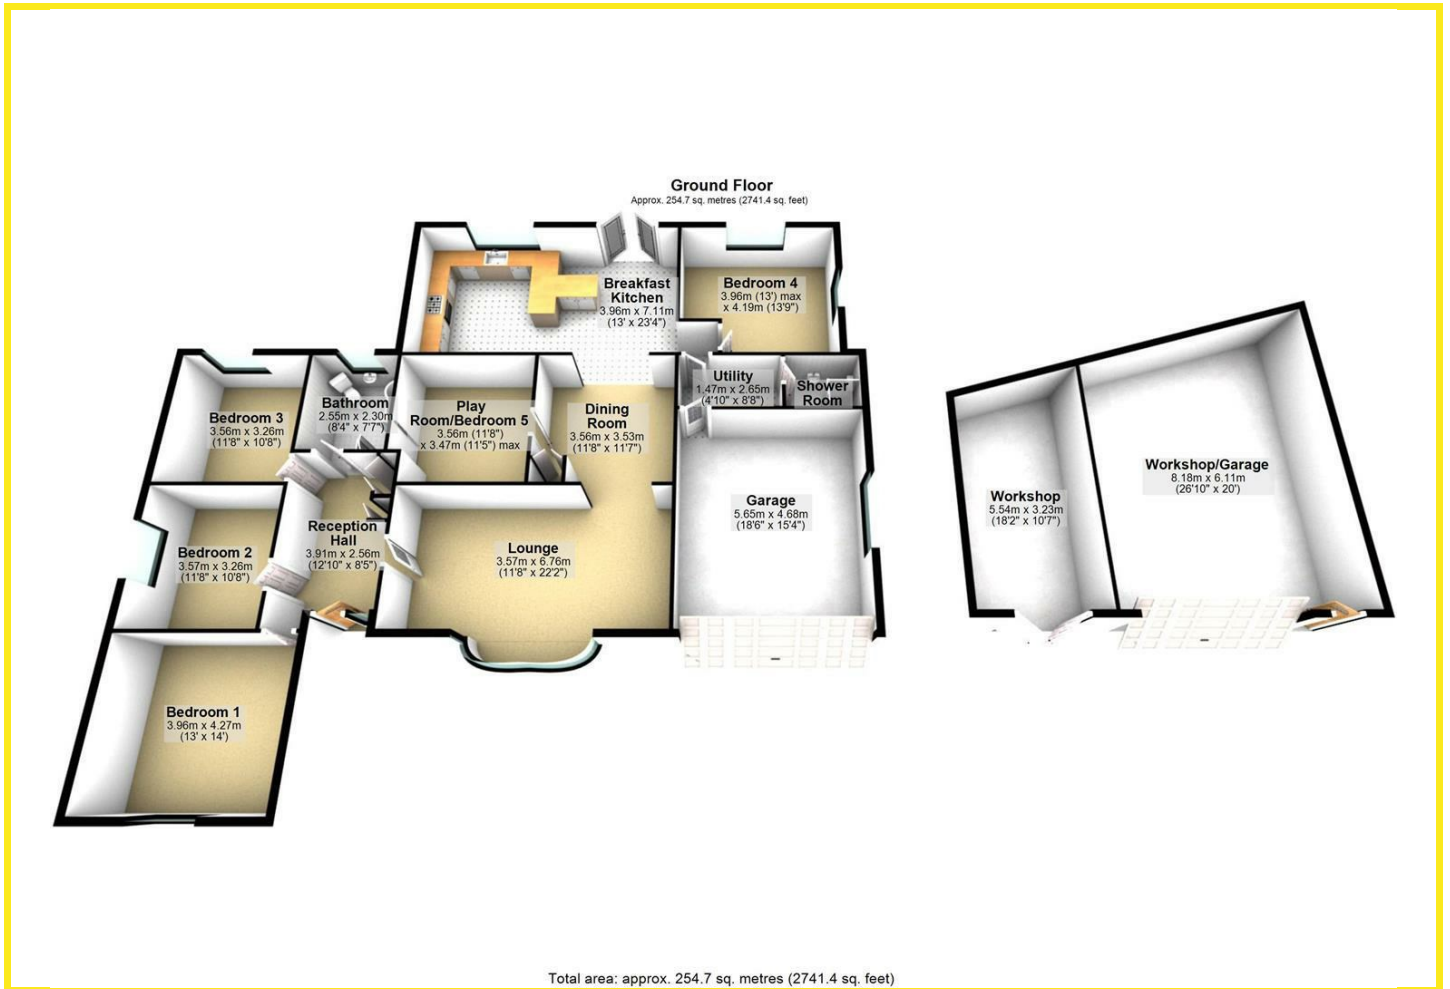 Ground Floor
Approx. 254.7 sq. metres (2741.4 sq. feet)
Breakfast
Kitchen
3.96m x 7.11m
(13' x 23'4")
Bedroom 4
3.96m (13') max
x 4.19m (13'9")
Utility
1.47m x 2.65m
(4'10" x 8'8")
Shower
Room
Bedroom 3
3.56m x 3.26m
(11'8" x 10'8")
Bathroom
2.55m x 2.30m
(8'4" x 7'7")
Play
Room/Bedroom 5
3.56m (11'8")
x 3.47m (11'5") max
Dining
Room
3.56m x 3.53m
(11'8" x 11'7")
Bedroom 2
3.57m x 3.26m
(11'8" x 10'8")
Reception
Hall
3.91m x 2.56m
(12'10" x 8'5")
Lounge
3.57m x 6.76m
(11'8" x 22'2")
Garage
5.65m x 4.68m
(18'6" x 15'4")
Workshop
5.54m x 3.23m
(18'2" x 10'7")
Workshop/Garage
8.18m x 6.11m
(26'10" x 20')
Bedroom 1
3.96m x 4.27m
(13' x 14')
Total area: approx. 254.7 sq. metres (2741.4 sq. feet)